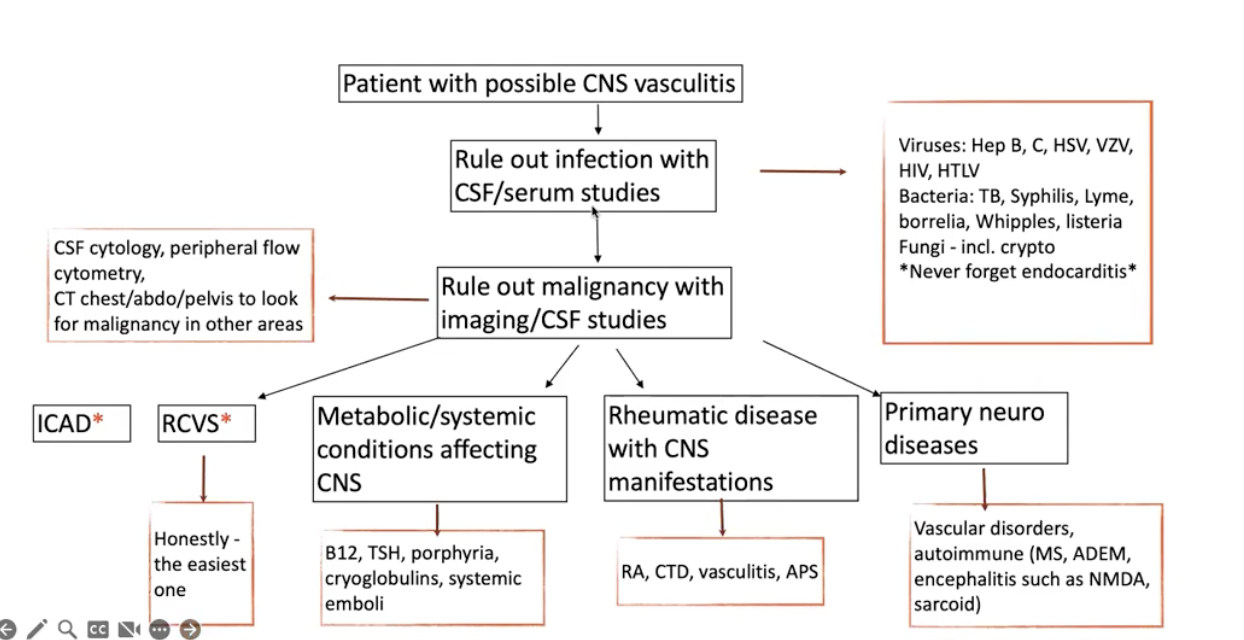 Patient with possible CNS vasculitis
Rule out infection with
CSF/serum studies
Viruses: Hep B, C, HSV, VZV,
HIV, HTLV
Bacteria: TB, Syphilis, Lyme,
borrelia, Whipples, listeria
Fungi - incl. crypto
*Never forget endocarditis*
CSF cytology, peripheral flow
cytometry,
CT chest/abdo/pelvis to look
for malignancy in other areas
Rule out malignancy with
imaging/CSF studies
ICAD*
RCVS*
Metabolic/systemic
conditions affecting
CNS
Rheumatic disease
with CNS
manifestations
Primary neuro
diseases
Honestly -
the easiest
one
B12, TSH, porphyria,
cryoglobulins, systemic
emboli
RA, CTD, vasculitis, APS
Vascular disorders,
autoimmune (MS, ADEM,
encephalitis such as NMDA,
sarcoid)
CC